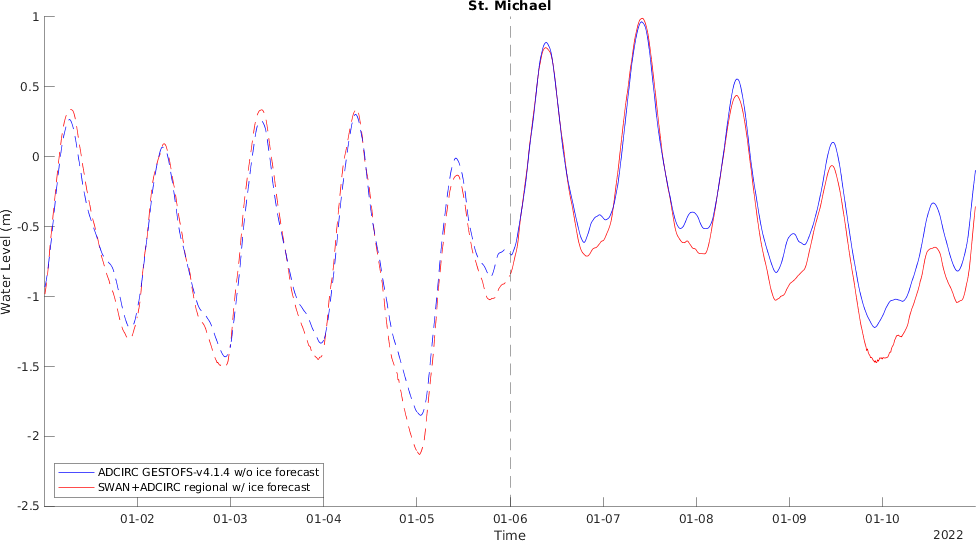 St. Michael
1
0.5
0
-0.5
-1
-1.5
-2
-2.5
Water Level (m)
ADCIRC GESTOFS-v4.1.4 w/o ice forecast
SWAN+ADCIRC regional w/ ice forecast
01-02 01-03 01-04 01-05 01-06 01-07 01-08 01-09 01-10
Time
2022